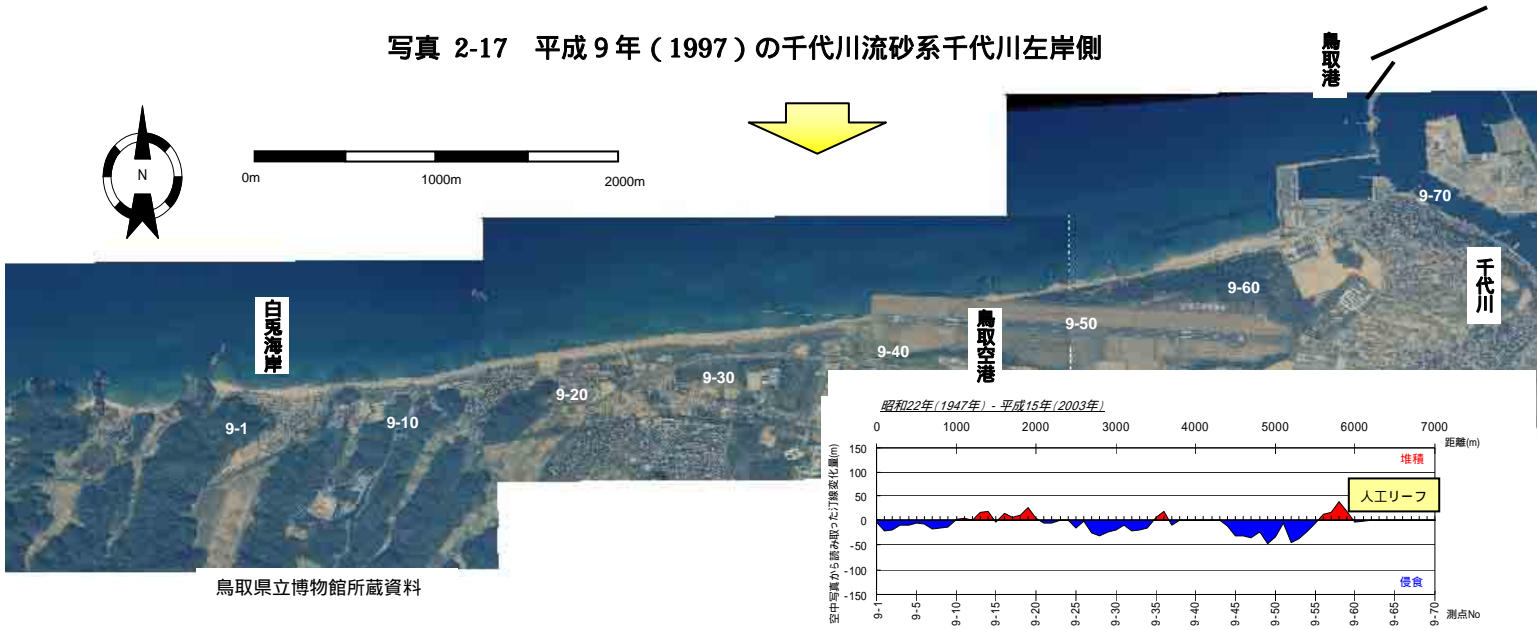 写真 2-17 平成９年（1997）の千代川流砂系千代川左岸側
鳥取港
N
0m 1000m 2000m
9-70
千代川
白兎海岸
9-60
鳥取空港
9-50
9-40
9-30
9-20
9-10
9-1
昭和22年(1947年) - 平成15年(2003年)
0 1000 2000 3000 4000 5000 6000 7000
距離(m)
空中写真から読み取った汀線変化量(m)
150
100
50
0
-50
-100
-150
堆積
人工リーフ
侵食
9-1 9-5 9-10 9-15 9-20 9-25 9-30 9-35 9-40 9-45 9-50 9-55 9-60 9-65 9-70
測点No
鳥取県立博物館所蔵資料